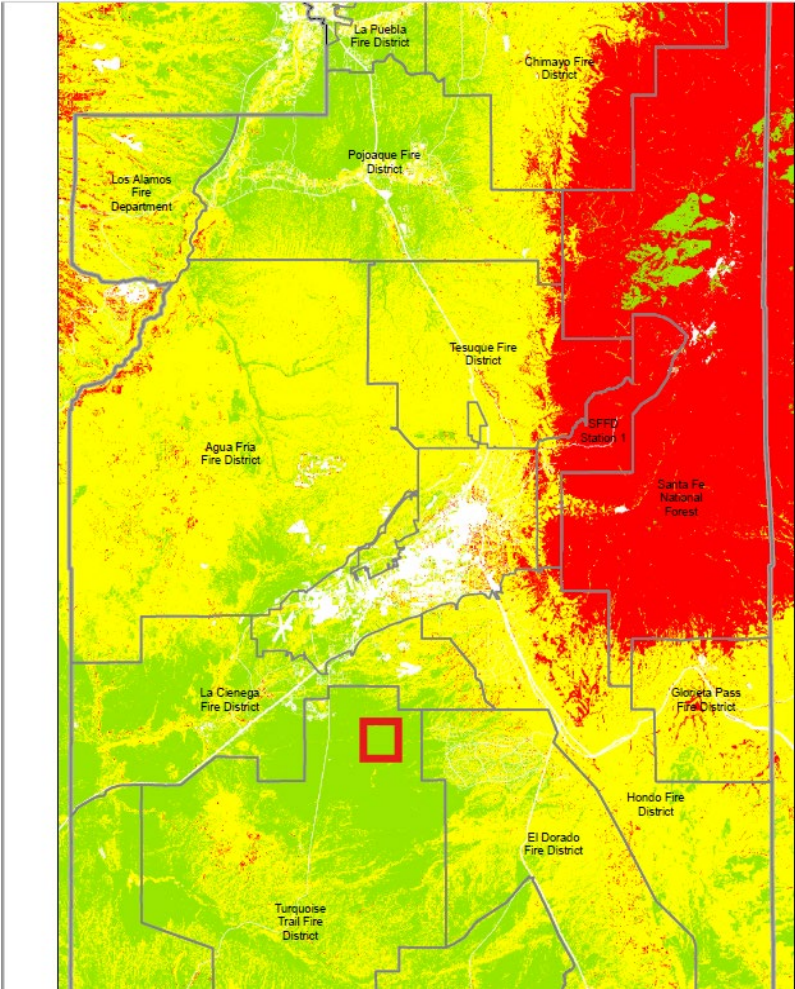 La Puebla
Fire District
Chimayo Fire
District
Pojoaque Fire
District
Los Alamos
Fire
Department
Tesuque Fire
District
SFFD
Station 1
Agua Fria
Fire District
Santa Fe
National
Forest
La Cienega
Fire District
Glorieta Pass
Fire District
Hondo Fire
District
El Dorado
Fire District
Turquoise
Trail Fire
District